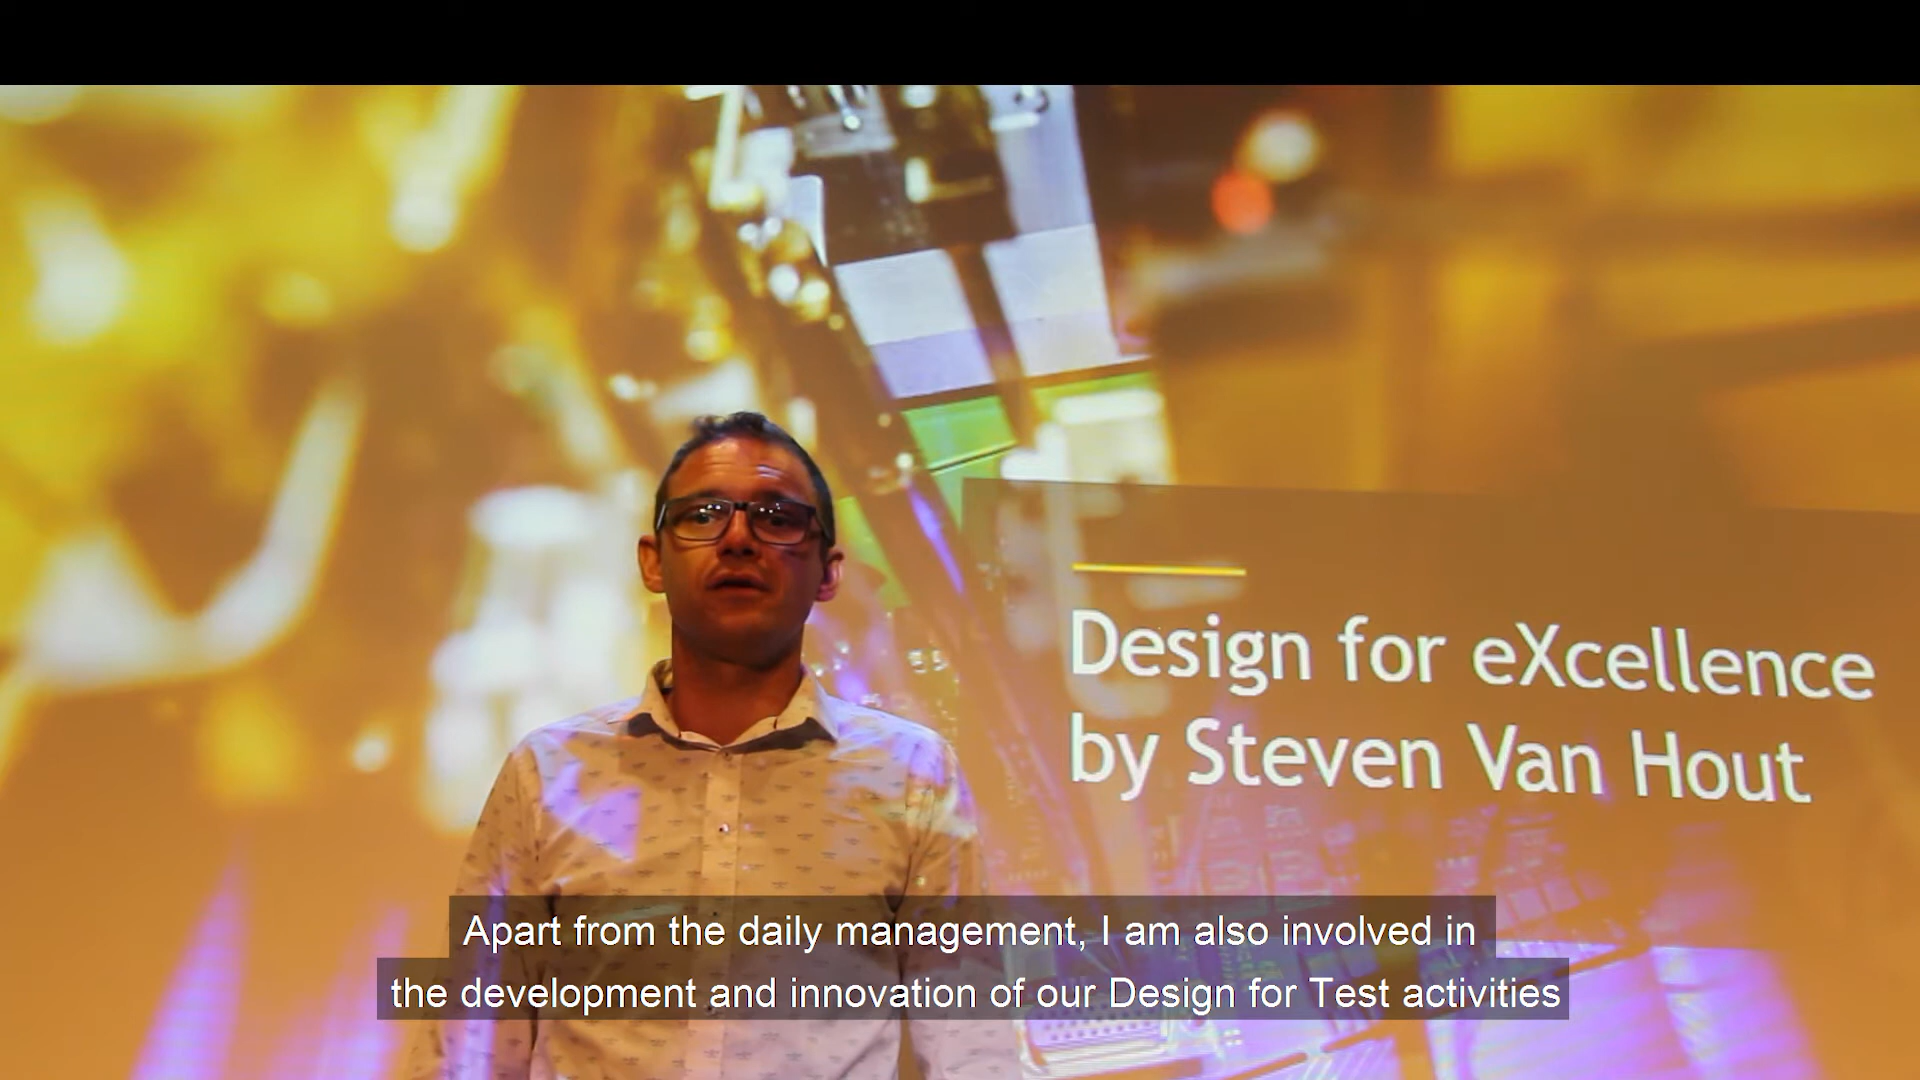 Design for eXcellence
by Steven Van Hout
Apart from the daily management, I am also involved in
the development and innovation of our Design for Test activities